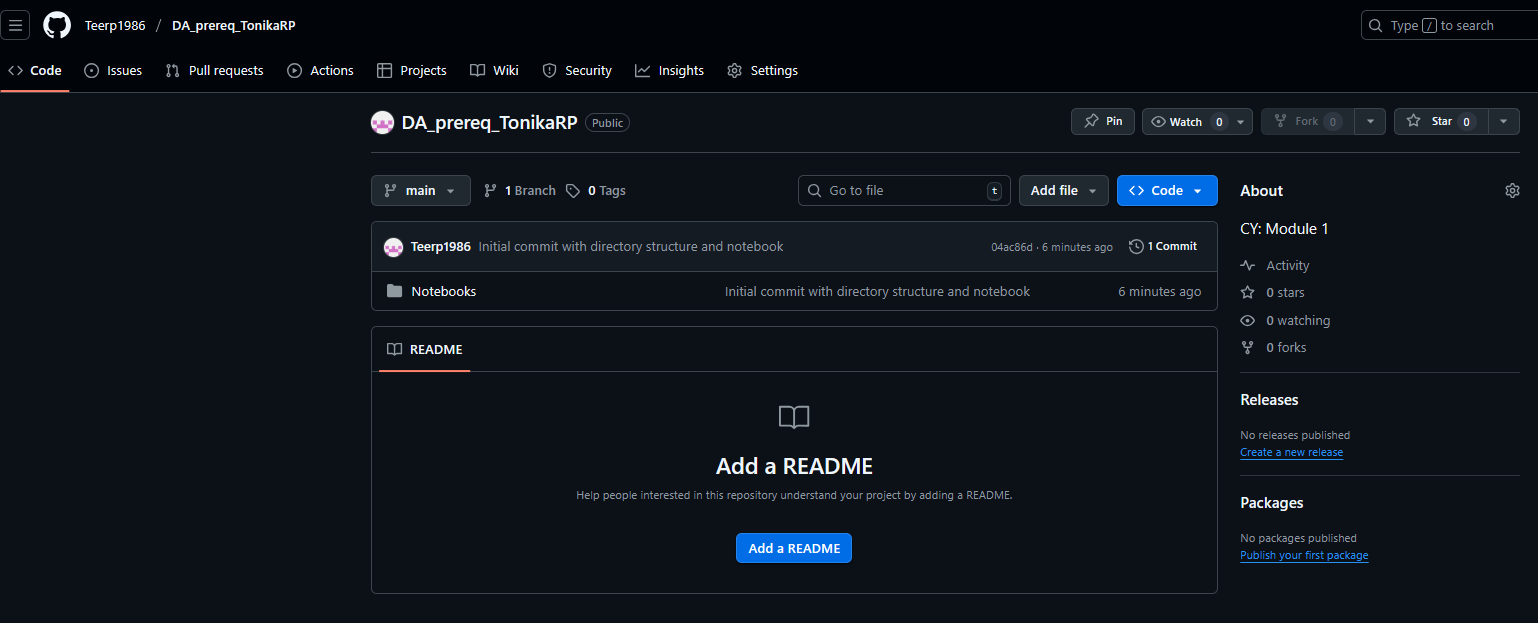 Teerp1986 / DA_prereq_TonikaRP
Type / to search
Code Issues Pull requests Actions Projects Wiki Security Insights Settings
DA_prereq_TonikaRP Public
Pin Watch 0 Fork 0 Star 0
main 1 Branch 0 Tags
Go to file t Add file Code
Teerp1986 Initial commit with directory structure and notebook 04ac86d · 6 minutes ago 1 Commit
Notebooks Initial commit with directory structure and notebook 6 minutes ago
README
Add a README
Help people interested in this repository understand your project by adding a README.
Add a README
About
CY: Module 1
Activity
0 stars
0 watching
0 forks
Releases
No releases published
Create a new release
Packages
No packages published
Publish your first package